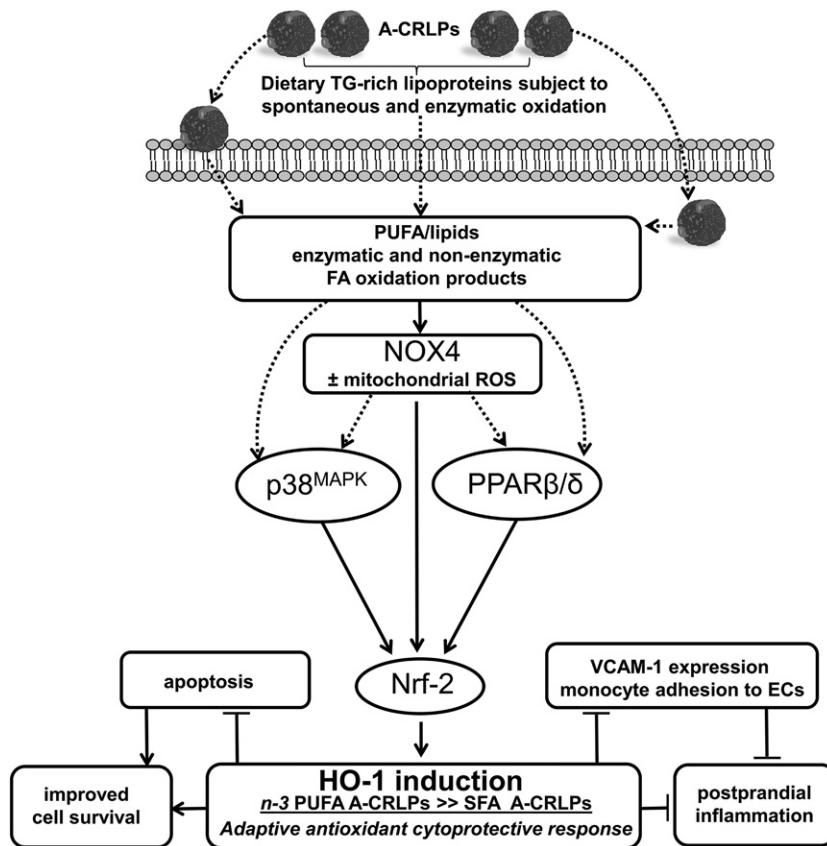 A-CRLPs
Dietary TG-rich lipoproteins subject to
spontaneous and enzymatic oxidation
PUFA/lipids
enzymatic and non-enzymatic
FA oxidation products
NOX4
± mitochondrial ROS
p38MAPK
PPARβ/δ
Nrf-2
apoptosis
VCAM-1 expression
monocyte adhesion to ECs
improved
cell survival
HO-1 induction
n-3 PUFA A-CRLPs >> SFA A-CRLPs
Adaptive antioxidant cytoprotective response
postprandial
inflammation